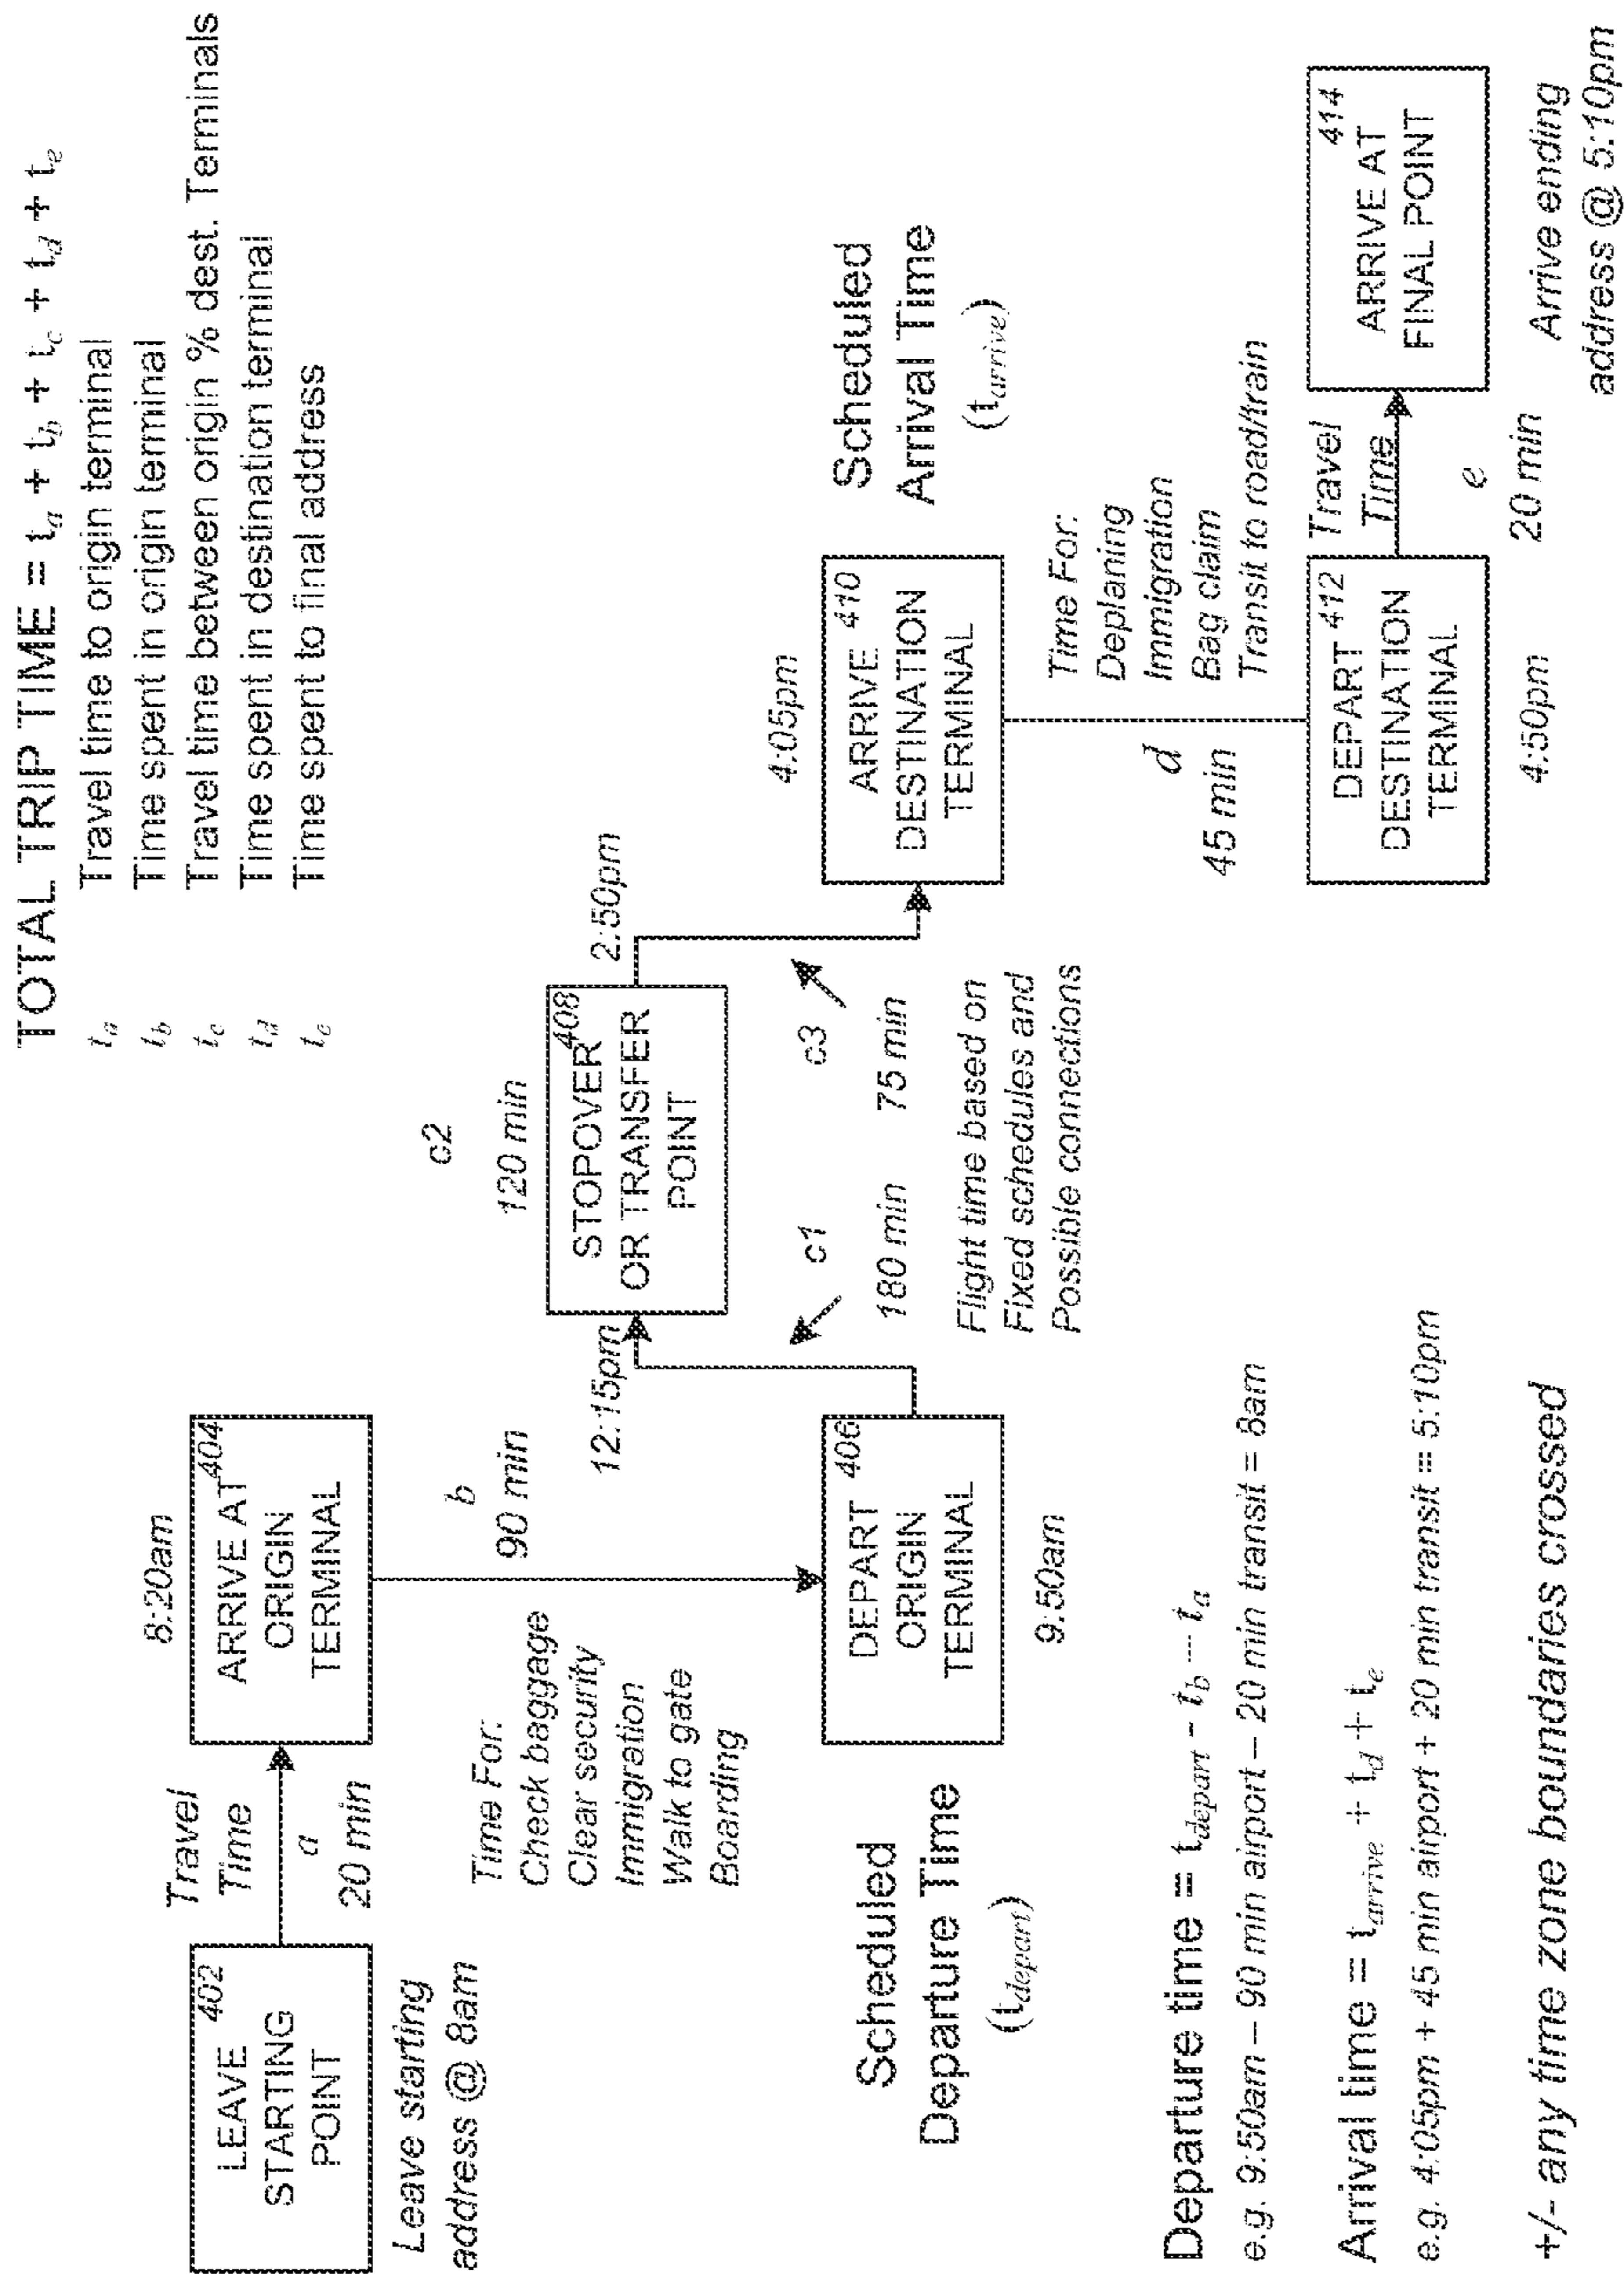 TOTAL TRIP TIME = t_a + t_b + t_c + t_d + t_e
t_a Travel time to origin terminal
t_b Time spent in origin terminal
t_c Travel time between origin % dest. Terminals
t_d Time spent in destination terminal
t_e Time spent to final address
LEAVE 402
STARTING
POINT
Leave starting
address @ 8am
Travel
Time
a
20 min
8:20am
ARRIVE AT 404
ORIGIN
TERMINAL
Time For:
Check baggage
Clear security
Immigration
Walk to gate
Boarding
b
90 min
Scheduled
Departure Time
(t_depart)
DEPART 406
ORIGIN
TERMINAL
9:50am
12:15pm
c1
180 min
c2
120 min
STOPOVER 408
OR TRANSFER
POINT
2:50pm
c3
75 min
Flight time based on
Fixed schedules and
Possible connections
4:05pm
ARRIVE 410
DESTINATION
TERMINAL
Scheduled
Arrival Time
(t_arrive)
d
45 min
Time For:
Deplaning
Immigration
Bag claim
Transit to road/train
DEPART 412
DESTINATION
TERMINAL
4:50pm
Travel
Time
e
20 min
414
ARRIVE AT
FINAL POINT
Arrive ending
address @ 5:10pm
Departure time = t_depart - t_b --- t_a
e.g. 9:50am – 90 min airport – 20 min transit = 8am
Arrival time = t_arrive + t_d + t_e
e.g. 4:05pm + 45 min airport + 20 min transit = 5:10pm
+/- any time zone boundaries crossed